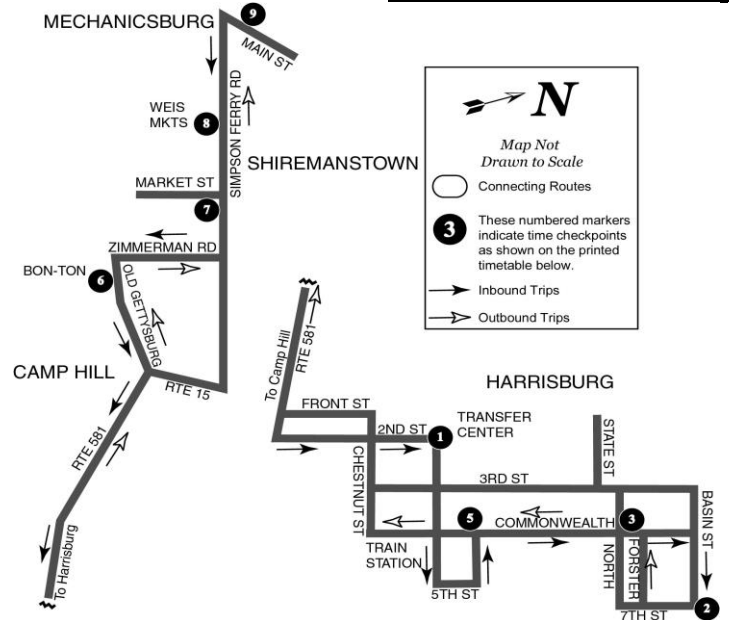 9
MECHANICSBURG
MAIN ST
WEIS
MKTS
8
SIMPSON FERRY RD
SHIREMANSTOWN
MARKET ST
7
ZIMMERMAN RD
BON-TON
6
OLD GETTYSBURG
CAMP HILL
RTE 15
RTE 581
To Harrisburg
N
Map Not
Drawn to Scale
Connecting Routes
3
These numbered markers
indicate time checkpoints
as shown on the printed
timetable below.
Inbound Trips
Outbound Trips
To Camp Hill
RTE 581
HARRISBURG
FRONT ST
2ND ST
1
TRANSFER
CENTER
STATE ST
CHESTNUT ST
3RD ST
BASIN ST
5
COMMONWEALTH
3
TRAIN
STATION
NORTH
FORSTER
5TH ST
7TH ST
2